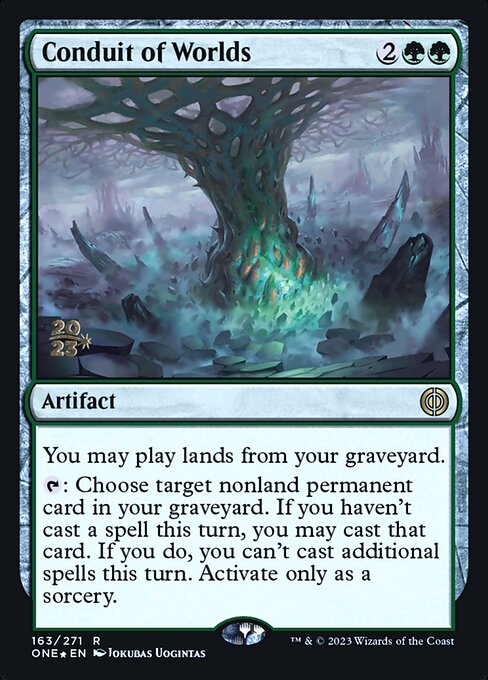 Conduit of Worlds 2
20
23
Artifact
You may play lands from your graveyard.
: Choose target nonland permanent
card in your graveyard. If you haven't
cast a spell this turn, you may cast that
card. If you do, you can't cast additional
spells this turn. Activate only as a
sorcery.
163/271 R
ONE★EN Jokubas Uogintas
™ & © 2023 Wizards of the Coast